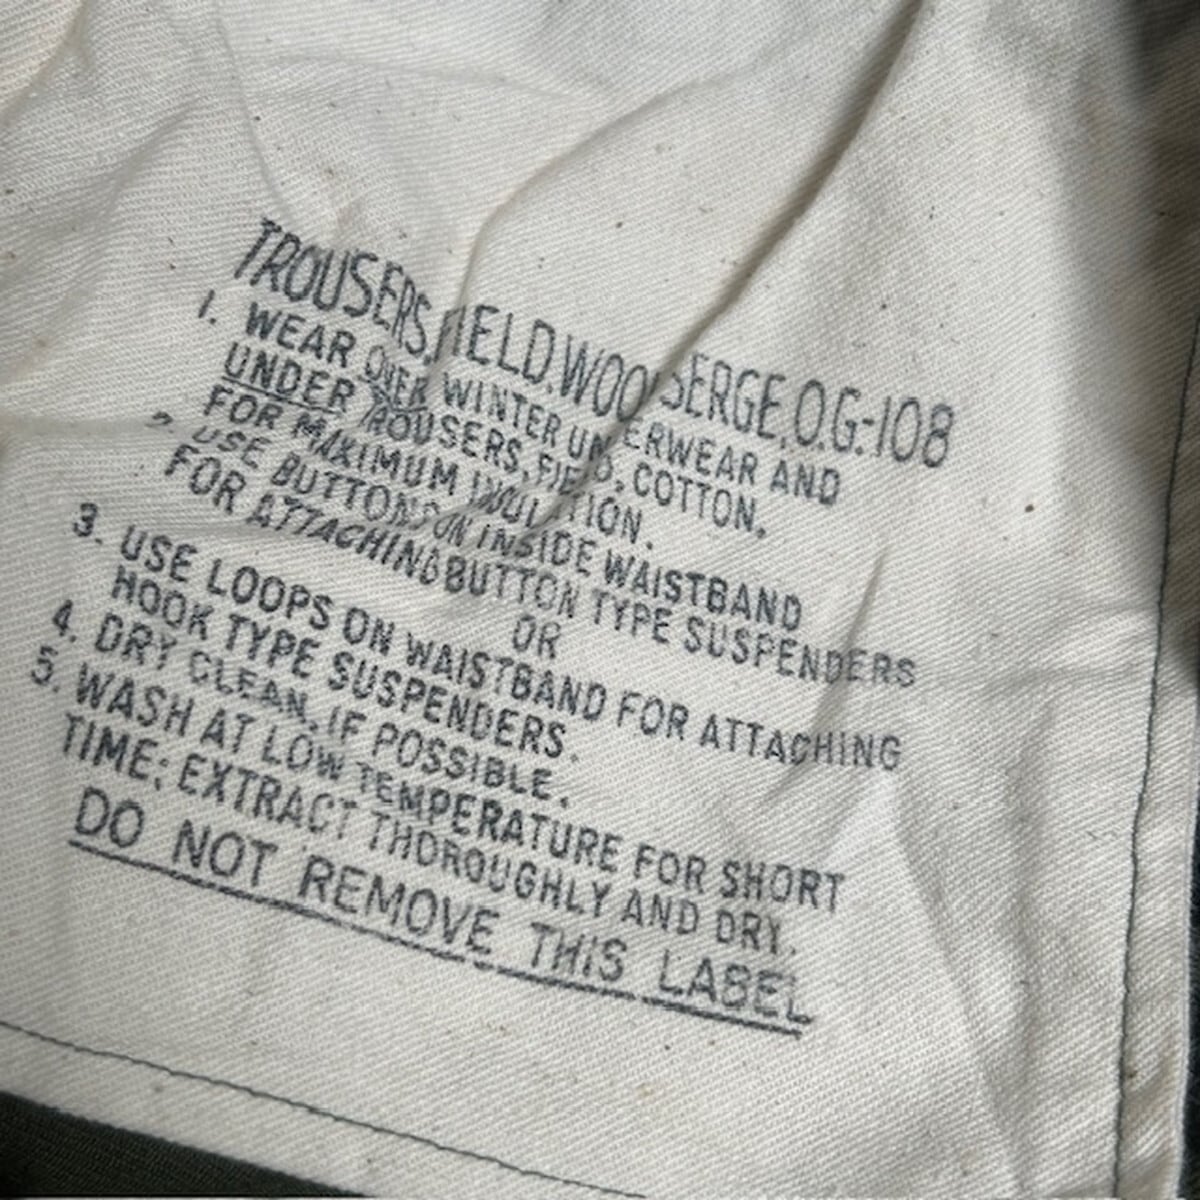 TROUSERS, FIELD, WOOL SERGE, O.G.-108
1. WEAR OVER WINTER UNDERWEAR AND
UNDER TROUSERS, FIELD, COTTON,
FOR MAXIMUM INSULATION.
2. USE BUTTONS ON INSIDE WAISTBAND
FOR ATTACHING BUTTON TYPE SUSPENDERS
OR
3. USE LOOPS ON WAISTBAND FOR ATTACHING
HOOK TYPE SUSPENDERS.
4. DRY CLEAN, IF POSSIBLE.
5. WASH AT LOW TEMPERATURE FOR SHORT
TIME; EXTRACT THOROUGHLY AND DRY.
DO NOT REMOVE THIS LABEL